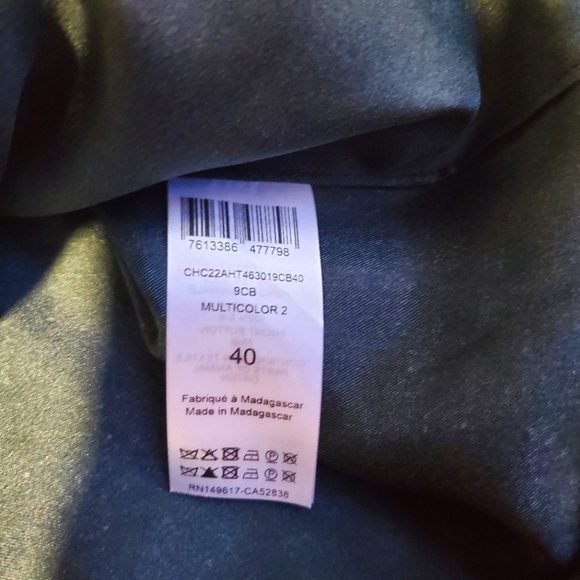 7613386 477798
CHC22AHT463019CB40
9CB
MULTICOLOR 2
40
Fabriqué à Madagascar
Made in Madagascar
RN149617-CA52838